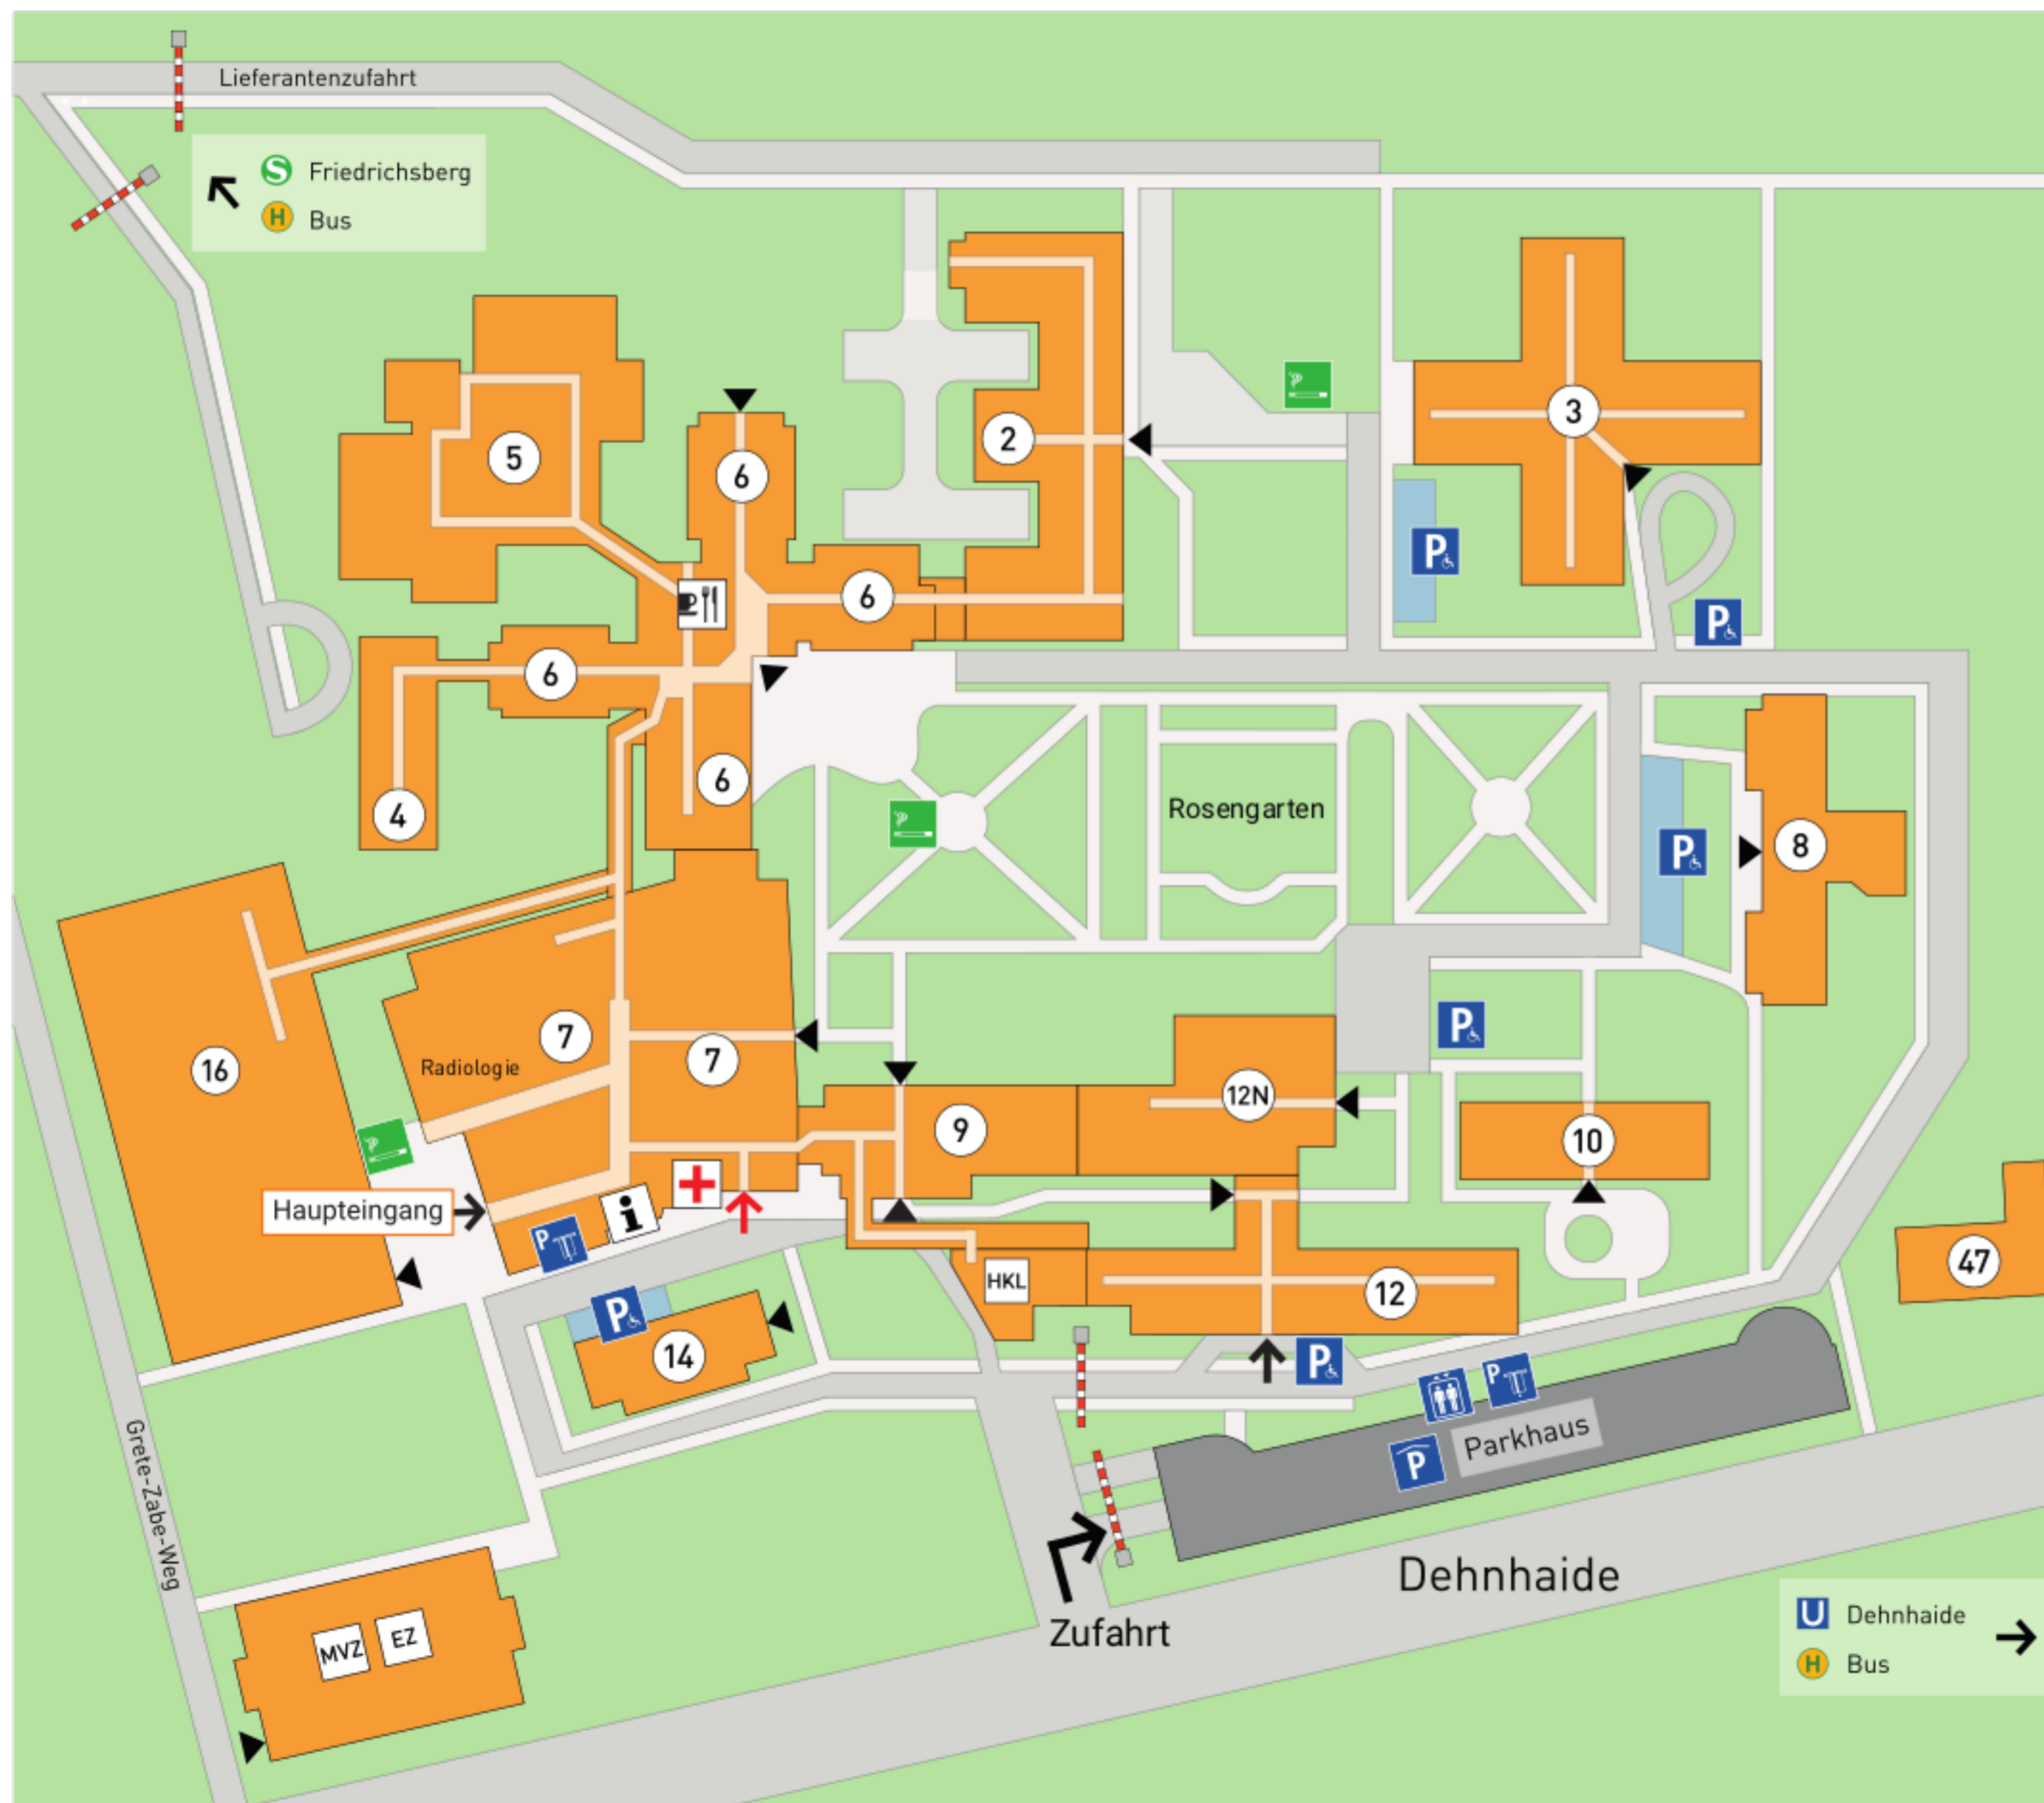 Lieferantenzufahrt
S Friedrichsberg
H Bus
3
2
5
6
6
P
P
6
4
6
Rosengarten
P
8
16
7
Radiologie
7
P
12N
9
10
Haupteingang
i
P
HKL
12
47
P
14
P
P
Parkhaus
P
Grete-Zabe-Weg
Dehnhaide
Zufahrt
MVZ EZ
U Dehnhaide
H Bus